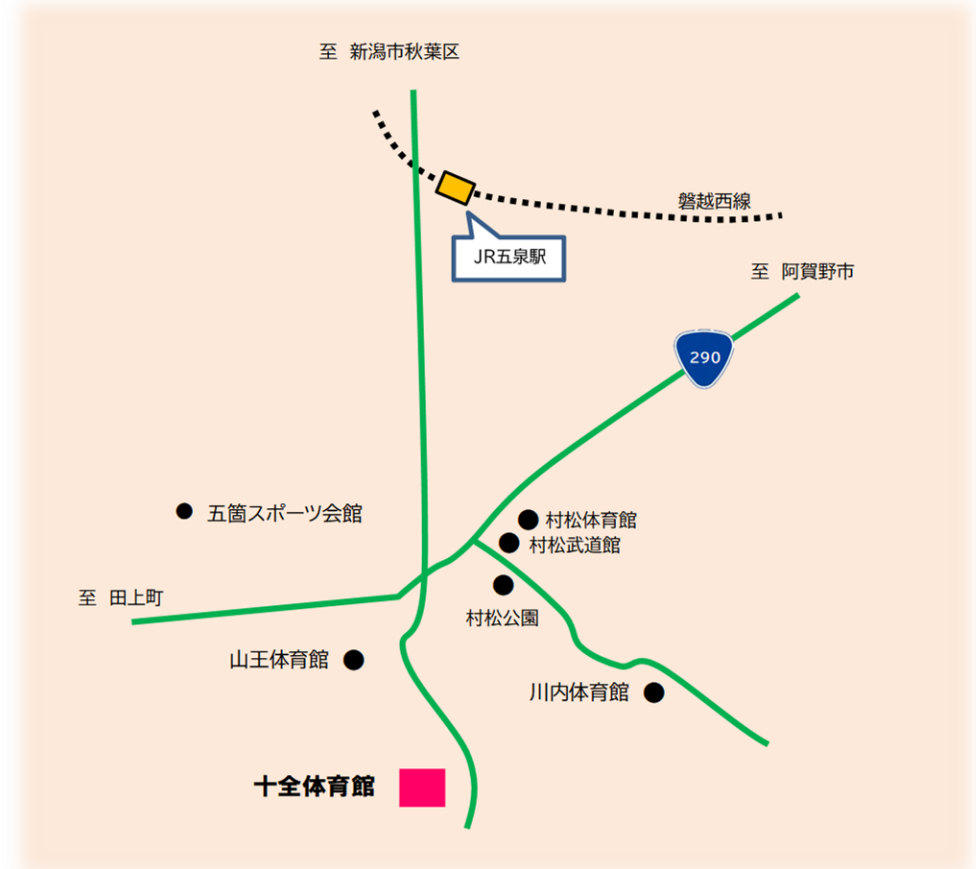 至 新潟市秋葉区
磐越西線
JR五泉駅
至 阿賀野市
290
五箇スポーツ会館
村松体育館
村松武道館
至 田上町
村松公園
山王体育館
川内体育館
十全体育館